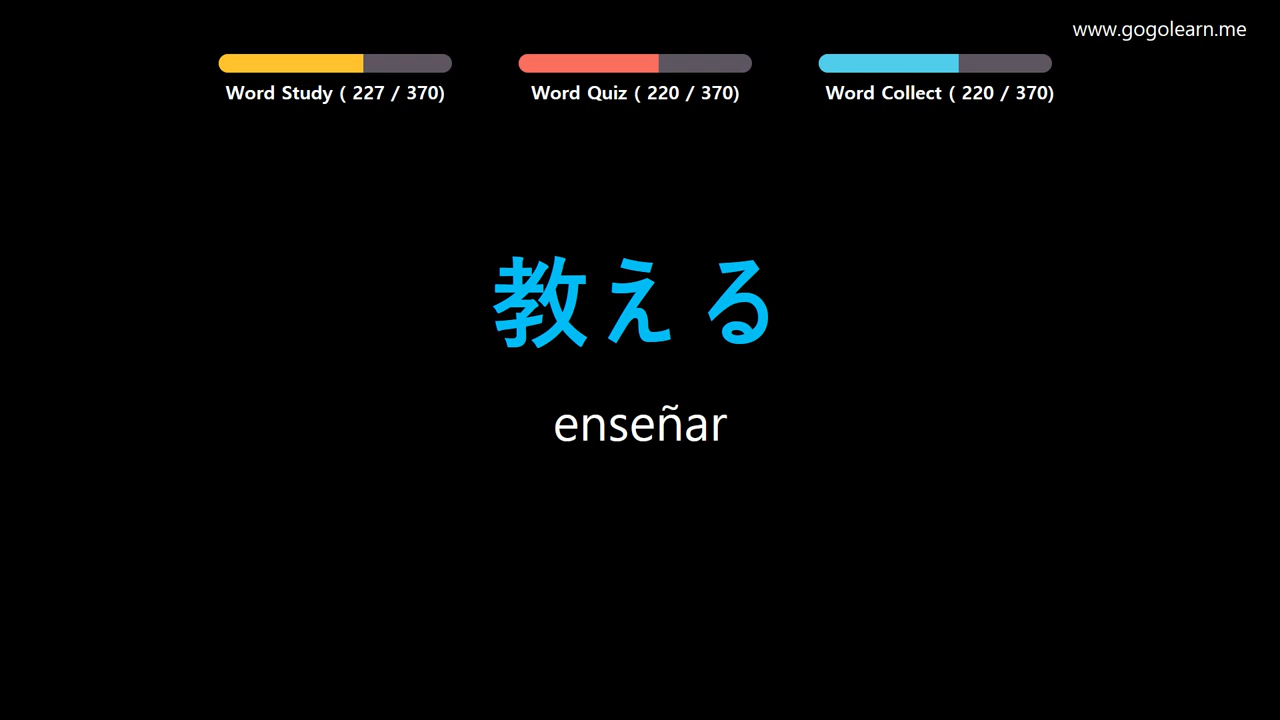 www.gogolearn.me
Word Study ( 227 / 370)
Word Quiz ( 220 / 370)
Word Collect ( 220 / 370)
教える
enseñar